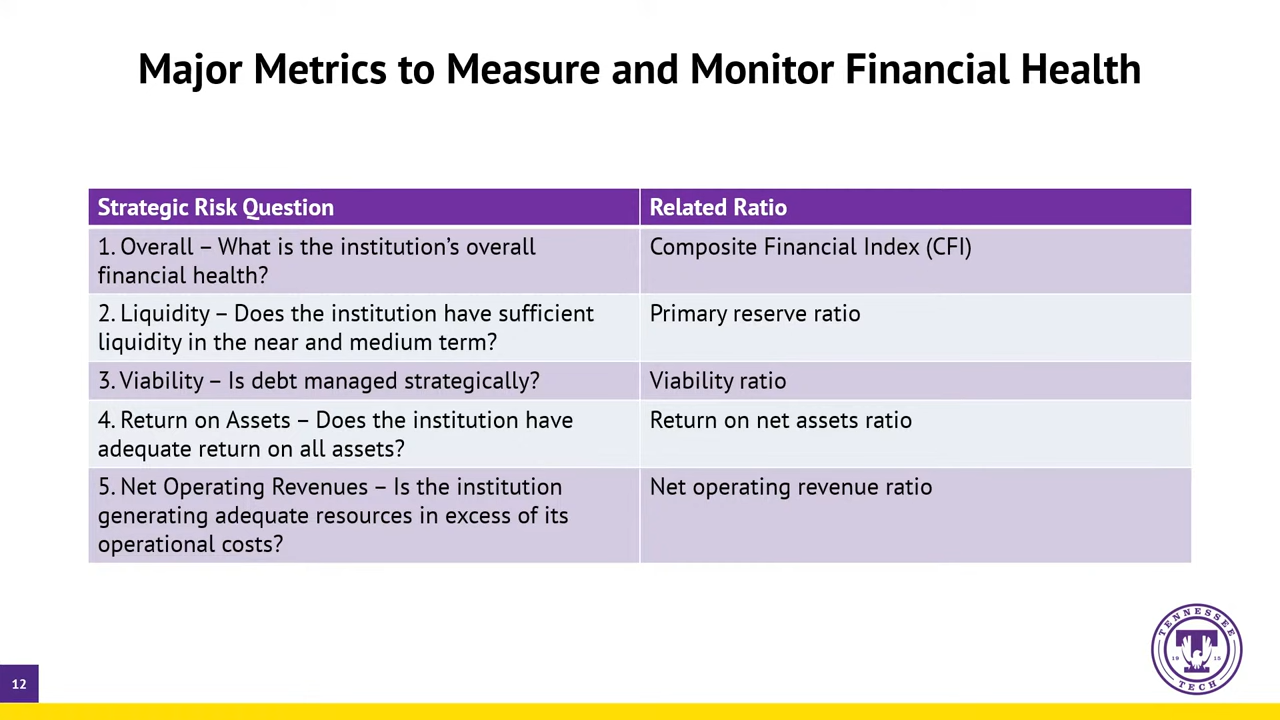 Major Metrics to Measure and Monitor Financial Health
Strategic Risk Question
Related Ratio
1. Overall – What is the institution's overall
financial health?
Composite Financial Index (CFI)
2. Liquidity – Does the institution have sufficient
liquidity in the near and medium term?
Primary reserve ratio
3. Viability – Is debt managed strategically?
Viability ratio
4. Return on Assets – Does the institution have
adequate return on all assets?
Return on net assets ratio
5. Net Operating Revenues – Is the institution
generating adequate resources in excess of its
operational costs?
Net operating revenue ratio
TENNESSEE
T
19 15
TECH
12